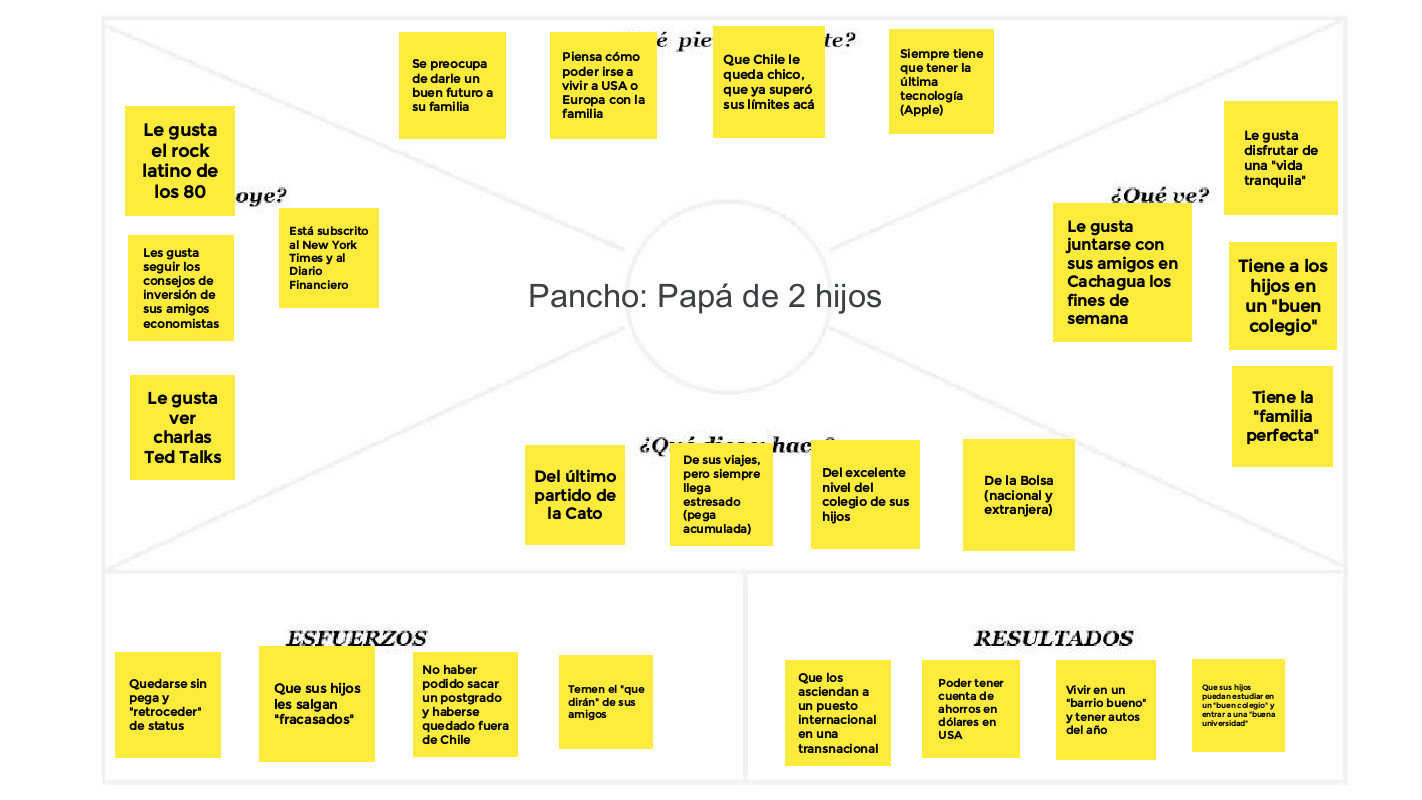 é pie
te?
Se preocupa
de darle un
buen futuro a
su familia
Piensa cómo
poder irse a
vivir a USA o
Europa con la
familia
Que Chile le
queda chico,
que ya superó
sus límites acá
Siempre tiene
que tener la
última
tecnología
(Apple)
Le gusta
el rock
latino de
los 80
oye?
Les gusta
seguir los
consejos de
inversión de
sus amigos
economistas
Está subscrito
al New York
Times y al
Diario
Financiero
Le gusta
ver
charlas
Ted Talks
Pancho: Papá de 2 hijos
¿Qué ve?
Le gusta
disfrutar de
una "vida
tranquila"
Le gusta
juntarse con
sus amigos en
Cachagua los
fines de
semana
Tiene a los
hijos en
un "buen
colegio"
Tiene la
"familia
perfecta"
¿Qué dice y hace?
Del último
partido de
la Cato
De sus viajes,
pero siempre
llega
estresado
(pega
acumulada)
Del excelente
nivel del
colegio de sus
hijos
De la Bolsa
(nacional y
extranjera)
ESFUERZOS
Quedarse sin
pega y
"retroceder"
de status
Que sus hijos
les salgan
"fracasados"
No haber
podido sacar
un postgrado
y haberse
quedado fuera
de Chile
Temen el "que
dirán" de sus
amigos
RESULTADOS
Que los
asciendan a
un puesto
internacional
en una
transnacional
Poder tener
cuenta de
ahorros en
dólares en
USA
Vivir en un
"barrio bueno"
y tener autos
del año
Que sus hijos
puedan estudiar en
un "buen colegio" y
entrar a una "buena
universidad"